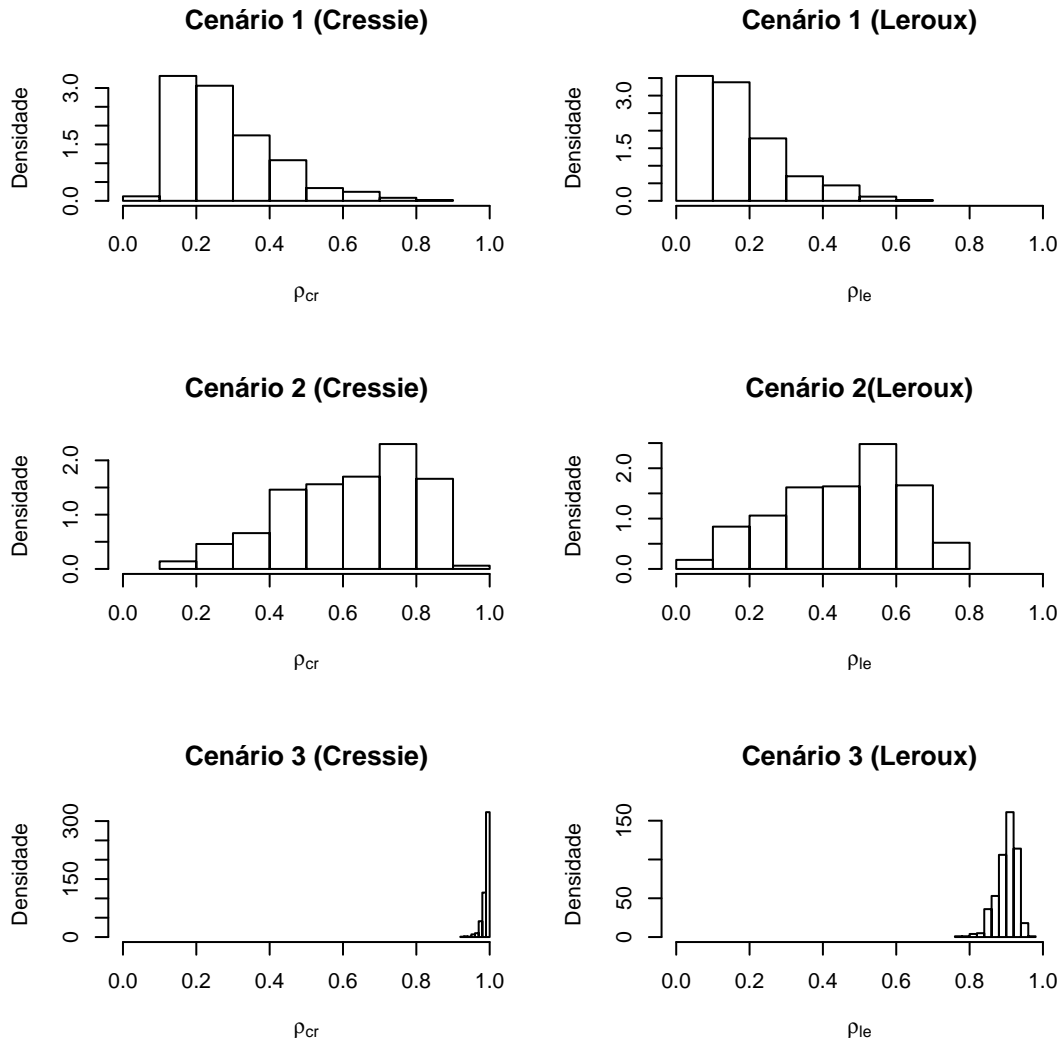 Cenário 1 (Cressie)
Densidade
0.0 1.5 3.0
0.0 0.2 0.4 0.6 0.8 1.0
ρcr
Cenário 1 (Leroux)
Densidade
0.0 1.5 3.0
0.0 0.2 0.4 0.6 0.8 1.0
ρle
Cenário 2 (Cressie)
Densidade
0.0 1.0 2.0
0.0 0.2 0.4 0.6 0.8 1.0
ρcr
Cenário 2(Leroux)
Densidade
0.0 1.0 2.0
0.0 0.2 0.4 0.6 0.8 1.0
ρle
Cenário 3 (Cressie)
Densidade
0 150 300
0.0 0.2 0.4 0.6 0.8 1.0
ρcr
Cenário 3 (Leroux)
Densidade
0 50 150
0.0 0.2 0.4 0.6 0.8 1.0
ρle